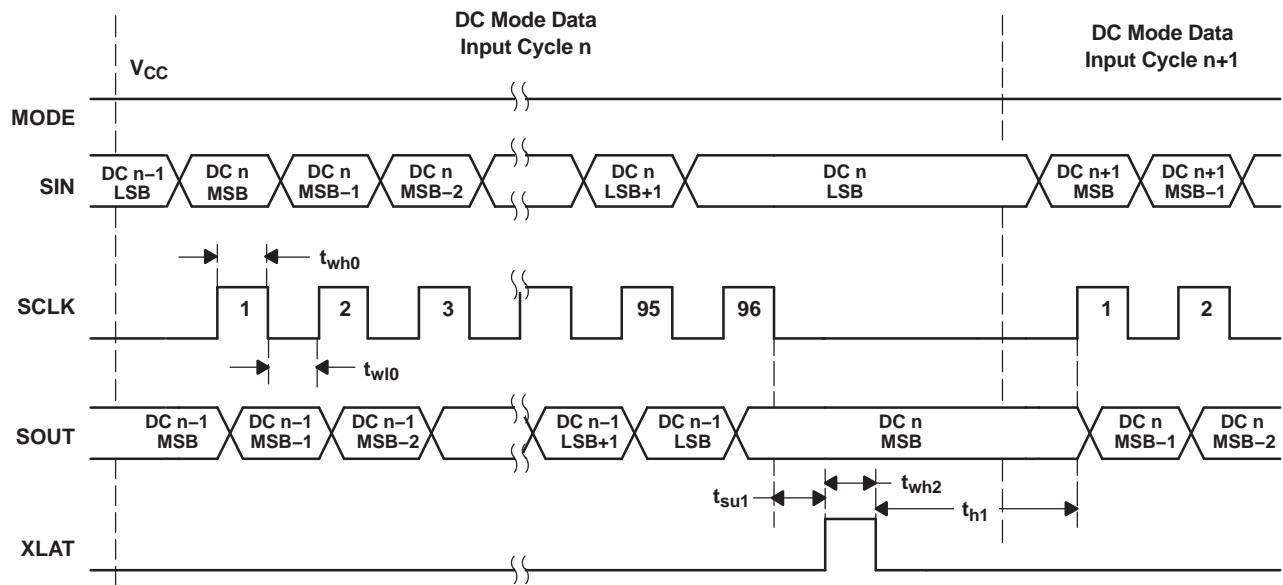 DC Mode Data
Input Cycle n
DC Mode Data
Input Cycle n+1
VCC
MODE
SIN
DC n–1
LSB
DC n
MSB
DC n
MSB–1
DC n
MSB–2
DC n
LSB+1
DC n
LSB
DC n+1
MSB
DC n+1
MSB–1
twh0
SCLK
1
2
3
95
96
1
2
twl0
SOUT
DC n–1
MSB
DC n–1
MSB–1
DC n–1
MSB–2
DC n–1
LSB+1
DC n–1
LSB
DC n
MSB
DC n
MSB–1
DC n
MSB–2
tsu1
twh2
th1
XLAT